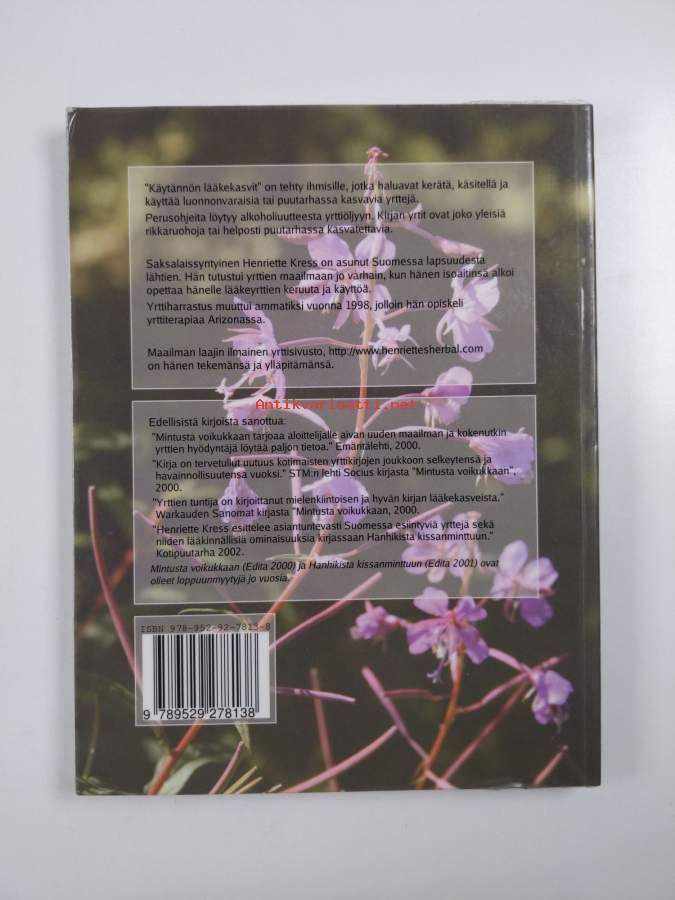 "Käytännön lääkekasvit" on tehty ihmisille, jotka haluavat kerätä, käsitellä ja
käyttää luonnonvaraisia tai puutarhassa kasvavia yrttejä.
Perusohjeita löytyy alkoholiuutteesta yrttiöljyyn. Kirjan yrtit ovat joko yleisiä
rikkaruohoja tai helposti puutarhassa kasvatettavia.
Saksalaissyntyinen Henriette Kress on asunut Suomessa lapsuudesta
lähtien. Hän tutustui yrttien maailmaan jo varhain, kun hänen isoäitinsä alkoi
opettaa hänelle lääkeyrttien keruuta ja käyttöä.
Yrttiharrastus muuttui ammatiksi vuonna 1998, jolloin hän opiskeli
yrttiterapiaa Arizonassa.
Maailman laajin ilmainen yrttisivusto, http://www.henriettesherbal.com
on hänen tekemänsä ja ylläpitämänsä.
Antikvariaatti.net
Edellisistä kirjoista sanottua:
"Mintusta voikukkaan tarjoaa aloittelijalle aivan uuden maailman ja kokenutkin
yrttien hyödyntäjä löytää paljon tietoa." Emäntälehti, 2000.
"Kirja on tervetullut uutuus kotimaisten yrttikirjojen joukkoon selkeytensä ja
havainnollisuutensa vuoksi." STM:n lehti Socius kirjasta "Mintusta voikukkaan",
2000.
"Yrttien tuntija on kirjoittanut mielenkiintoisen ja hyvän kirjan lääkekasveista."
Warkauden Sanomat kirjasta "Mintusta voikukkaan, 2000.
"Henriette Kress esittelee asiantuntevasti Suomessa esiintyviä yrttejä sekä
niiden lääkinnällisiä ominaisuuksia kirjassaan Hanhikista kissanminttuun."
Kotipuutarha 2002.
Mintusta voikukkaan (Edita 2000) ja Hanhikista kissanminttuun (Edita 2001) ovat
olleet loppuunmyytyjä jo vuosia.
ISBN 978-952-92-7813-8
9 789529 278138